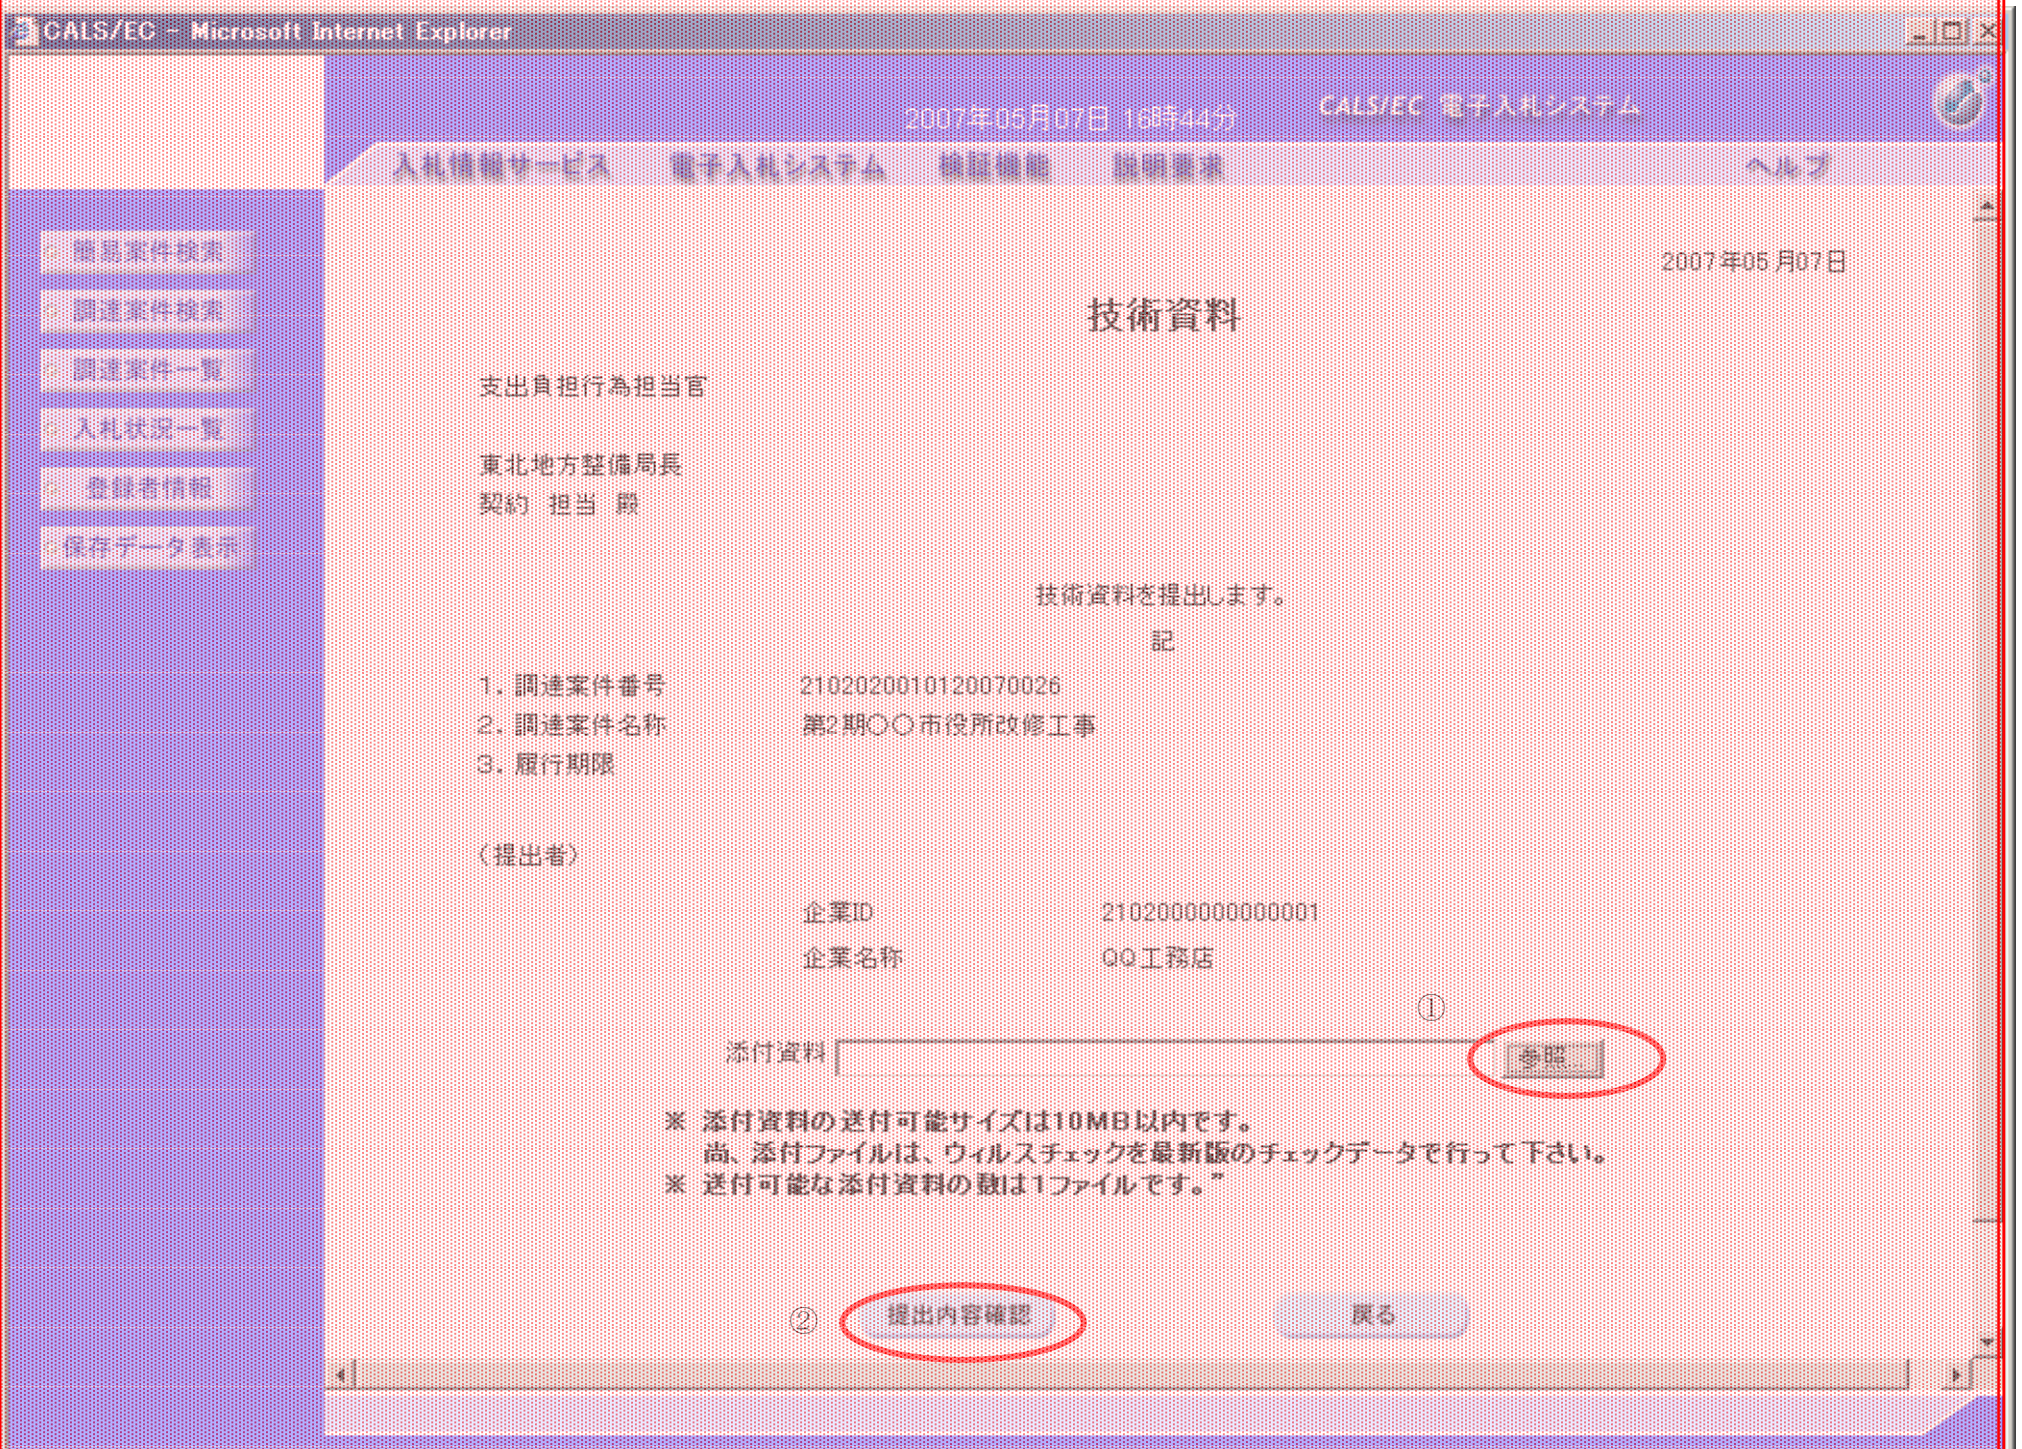 CALS/EC - Microsoft Internet Explorer
2007年05月07日 16時44分
CALS/EC 電子入札システム
入札情報サービス 電子入札システム 検証機能 説明要求 ヘルプ
簡易案件検索
調達案件検索
調達案件一覧
入札状況一覧
登録者情報
保存データ表示
2007年05月07日
技術資料
支出負担行為担当官
東北地方整備局長
契約 担当 殿
技術資料を提出します。
記
1. 調達案件番号 2102020010120070026
2. 調達案件名称 第2期〇〇市役所改修工事
3. 履行期限
(提出者)
企業ID 2102000000000001
企業名称 QQ工務店
①
添付資料 参照...
※ 添付資料の送付可能サイズは10MB以内です。
尚、添付ファイルは、ウィルスチェックを最新版のチェックデータで行って下さい。
※ 送付可能な添付資料の数は1ファイルです。”
② 提出内容確認 戻る